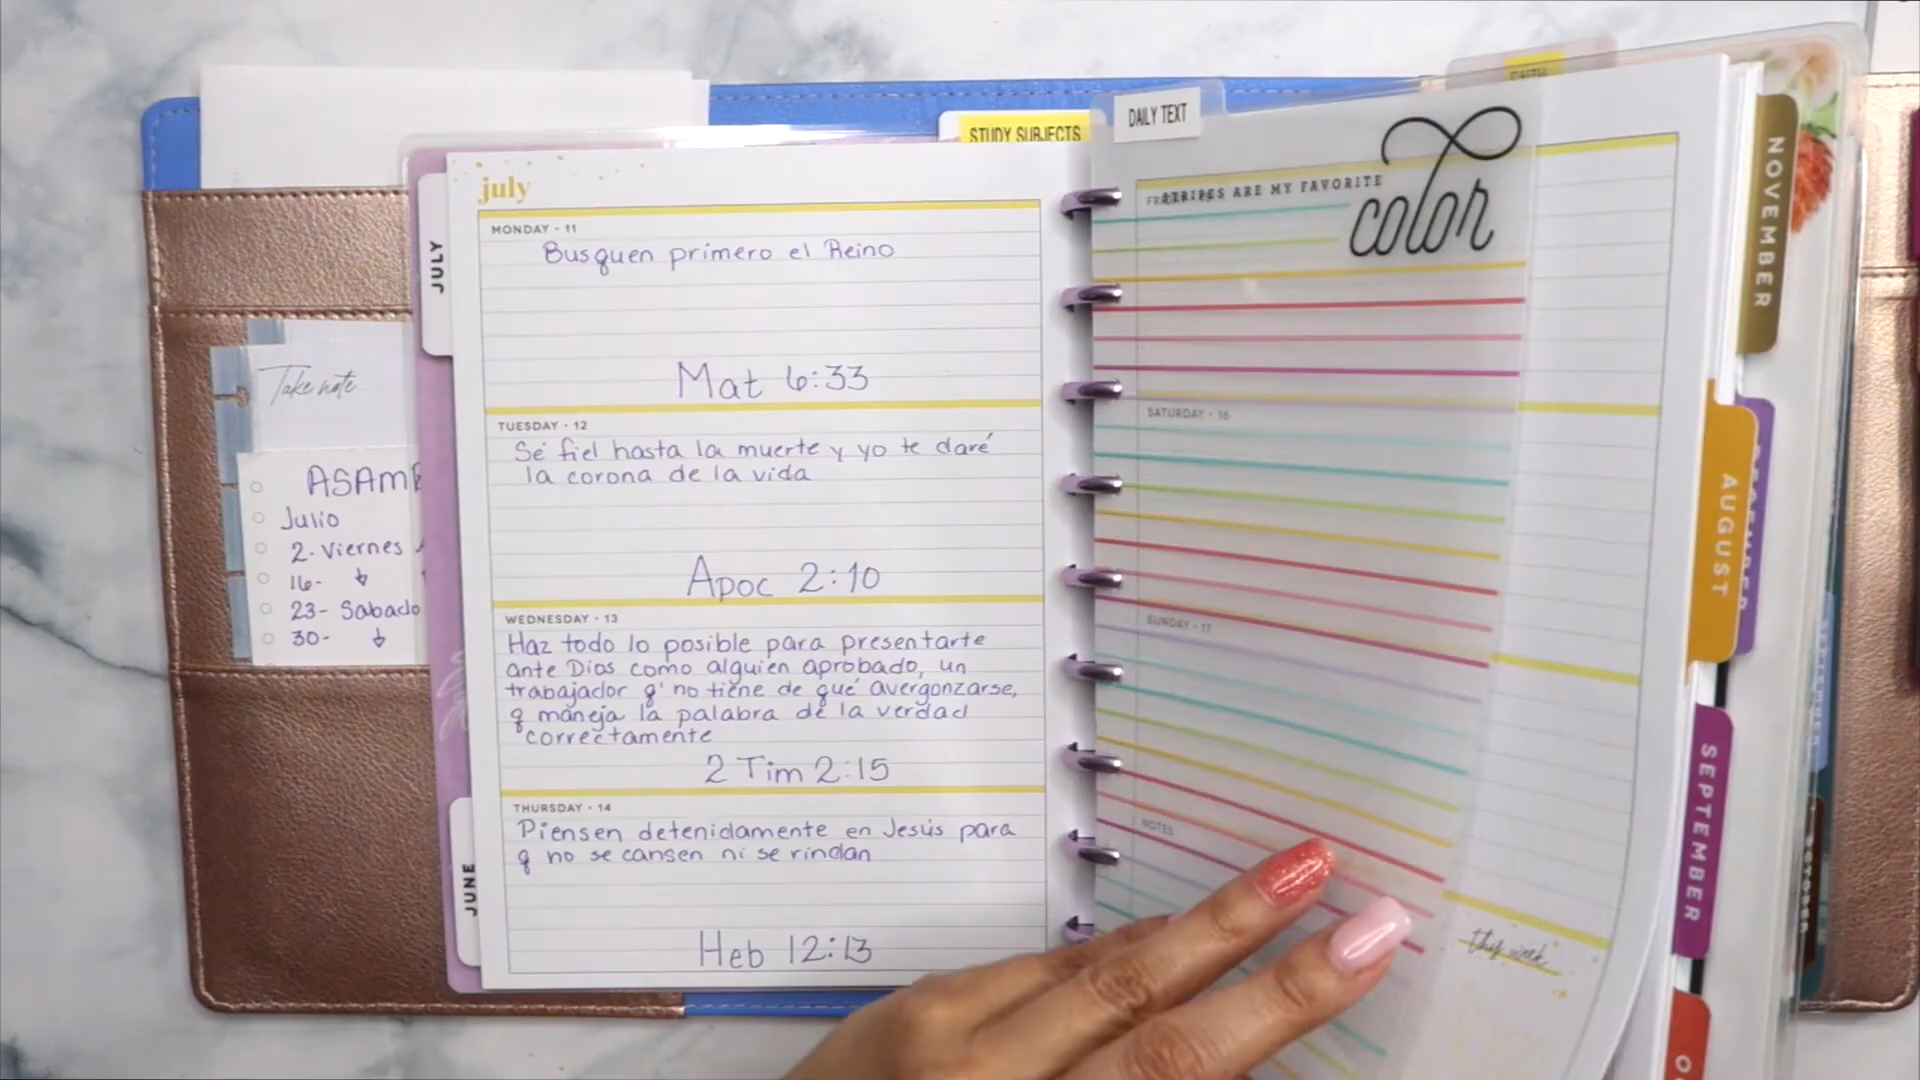 STUDY SUBJECTS
DAILY TEXT
FAITH
july
MONDAY · 11
Busquen primero el Reino
Mat 6:33
TUESDAY · 12
Sé fiel hasta la muerte y yo te daré
la corona de la vida
Apoc 2:10
WEDNESDAY · 13
Haz todo lo posible para presentarte
ante Dios como alguien aprobado, un
trabajador q' no tiene de qué avergonzarse,
q maneja la palabra de la verdad
correctamente
2 Tim 2:15
THURSDAY · 14
Piensen detenidamente en Jesús para
q no se cansen ni se rindan
Heb 12:13
JULY
JUNE
Take note
Julio
2- Viernes
16-
23- Sabado
30-
STRIPES ARE MY FAVORITE
color
SATURDAY · 16
SUNDAY · 17
NOTES
this week
NOVEMBER
AUGUST
SEPTEMBER